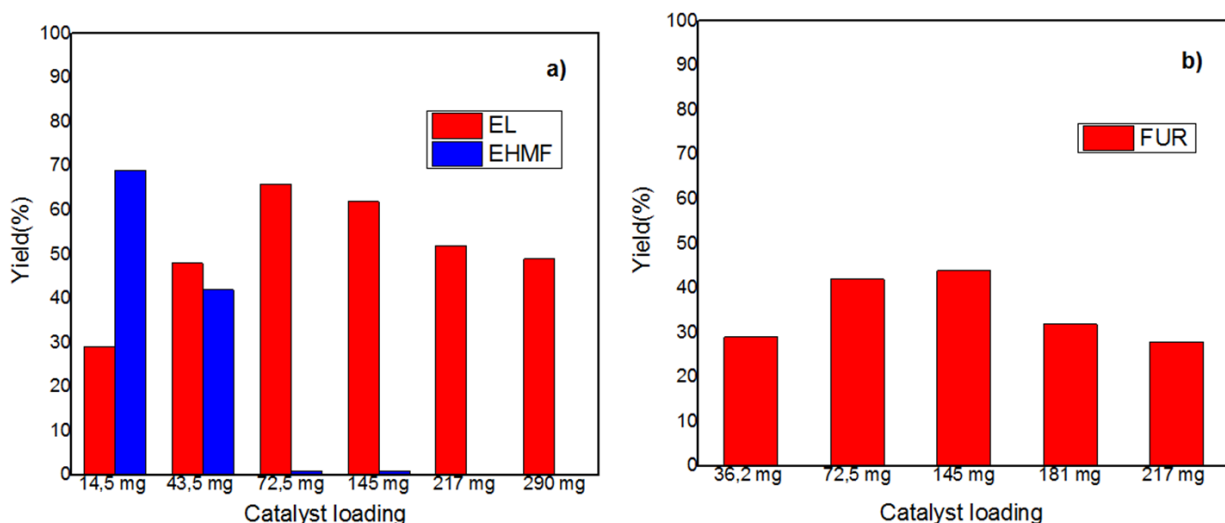 a)
EL
EHMF
100
90
80
70
60
50
40
30
20
10
0
Yield(%)
14,5 mg 43,5 mg 72,5 mg 145 mg 217 mg 290 mg
Catalyst loading
b)
FUR
100
90
80
70
60
50
40
30
20
10
0
Yield(%)
36,2 mg 72,5 mg 145 mg 181 mg 217 mg
Catalyst loading